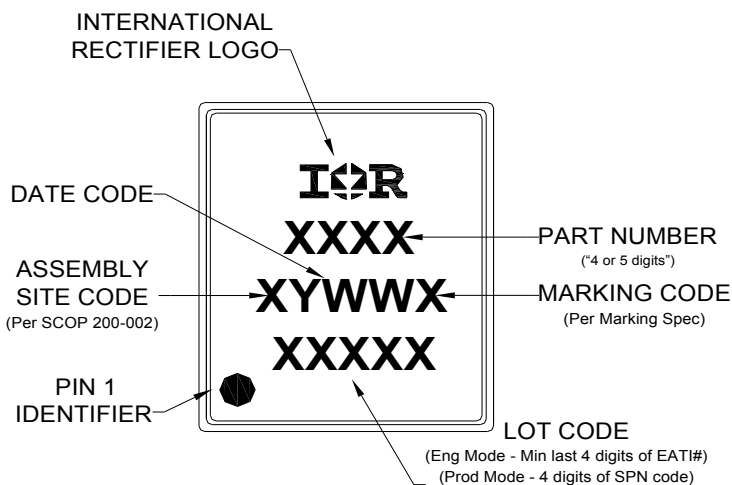 INTERNATIONAL
RECTIFIER LOGO
IOR
DATE CODE
XXXX
PART NUMBER
("4 or 5 digits")
ASSEMBLY
SITE CODE
(Per SCOP 200-002)
XYWWX
MARKING CODE
(Per Marking Spec)
XXXXX
PIN 1
IDENTIFIER
LOT CODE
(Eng Mode - Min last 4 digits of EATI#)
(Prod Mode - 4 digits of SPN code)